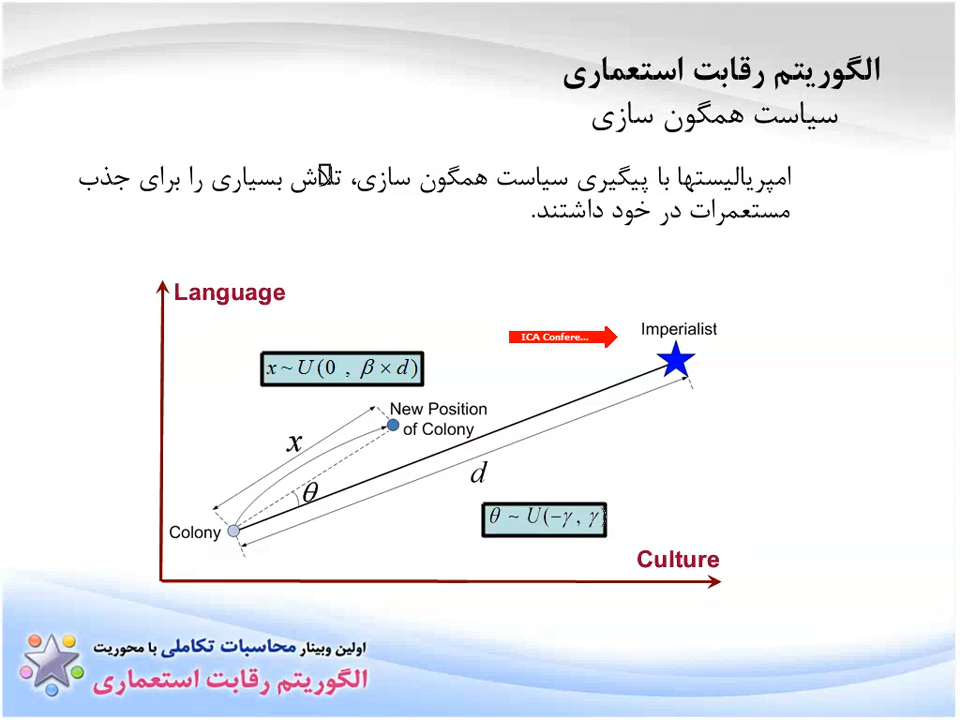 الگوریتم رقابت استعماری
سیاست همگون سازی
امپریالیستها با پیگیری سیاست همگون سازی، تلاش بسیاری را برای جذب
مستعمرات در خود داشتند.
Language
ICA Confere...
Imperialist
x ~ U(0 , β × d)
New Position
of Colony
x
d
θ
θ ~ U(−γ , γ)
Colony
Culture
اولین وبینار محاسبات تکاملی با محوریت
الگوریتم رقابت استعماری